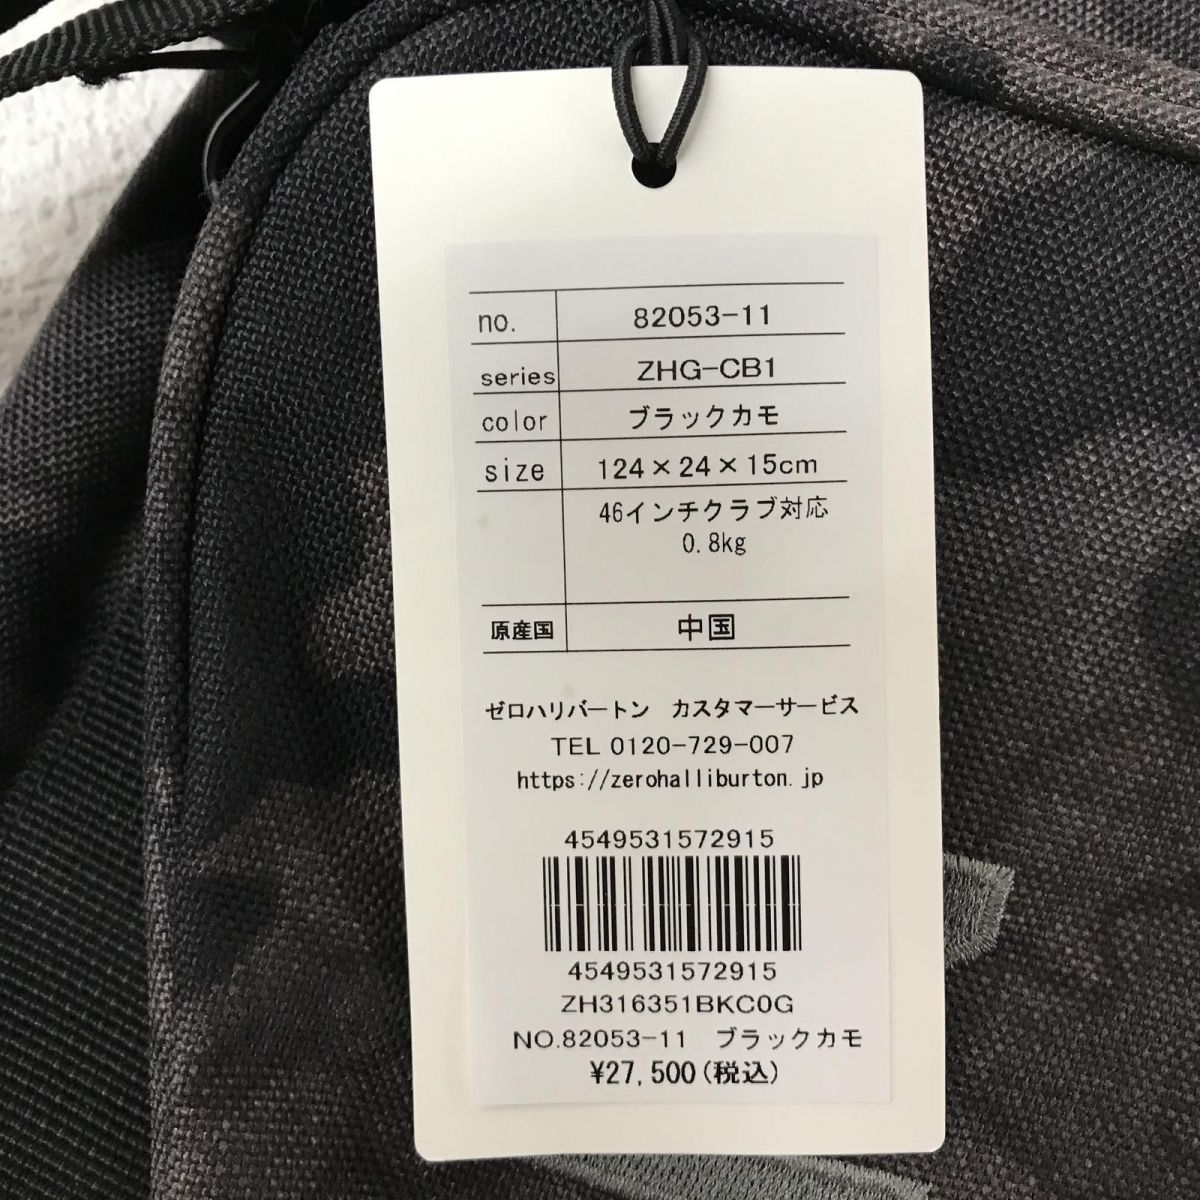 no. 82053-11
series ZHG-CB1
color ブラックカモ
size 124×24×15cm
46インチクラブ対応
0.8kg
原産国 中国
ゼロハリバートン カスタマーサービス
TEL 0120-729-007
https://zerohalliburton.jp
4549531572915
4549531572915
ZH316351BKC0G
NO.82053-11 ブラックカモ
¥27,500(税込)